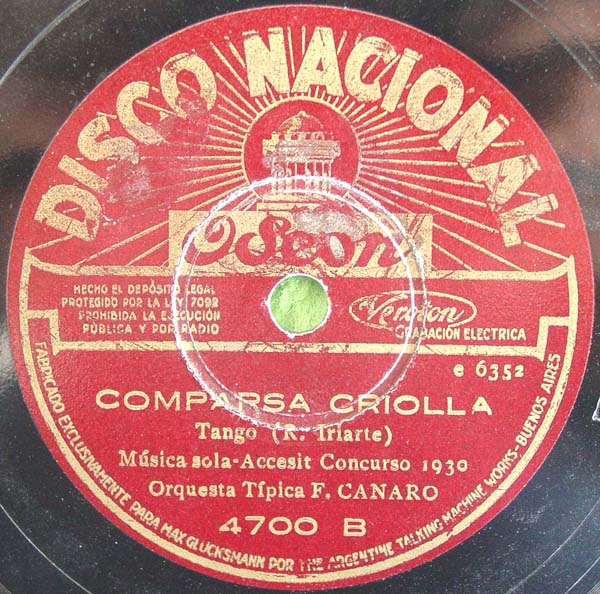 DISCO NACIONAL
Odeon
HECHO EL DEPÓSITO LEGAL
PROTEGIDO POR LA LEY 7092
PROHIBIDA LA EJECUCIÓN
PÚBLICA Y POR RADIO
Veroton
GRABACIÓN ELECTRICA
e 6352
COMPARSA CRIOLLA
Tango (R. Iriarte)
Música sola-Accesit Concurso 1930
Orquesta Típica F. CANARO
4700 B
FABRICADO EXCLUSIVAMENTE PARA MAX GLÜCKSMANN POR THE ARGENTINE TALKING MACHINE WORKS-BUENOS AIRES